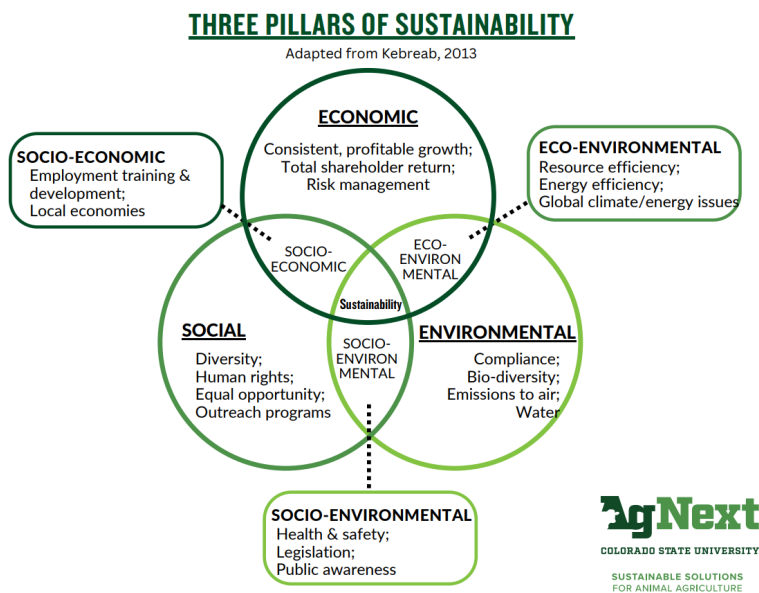 THREE PILLARS OF SUSTAINABILITY
Adapted from Kebreab, 2013
ECONOMIC
Consistent, profitable growth;
Total shareholder return;
Risk management
SOCIO-ECONOMIC
Employment training &
development;
Local economies
ECO-ENVIRONMENTAL
Resource efficiency;
Energy efficiency;
Global climate/energy issues
SOCIO-
ECONOMIC
ECO-
ENVIRON
MENTAL
Sustainability
SOCIAL
Diversity;
Human rights;
Equal opportunity;
Outreach programs
SOCIO-
ENVIRON
MENTAL
ENVIRONMENTAL
Compliance;
Bio-diversity;
Emissions to air;
Water
SOCIO-ENVIRONMENTAL
Health & safety;
Legislation;
Public awareness
AgNext
COLORADO STATE UNIVERSITY
SUSTAINABLE SOLUTIONS
FOR ANIMAL AGRICULTURE